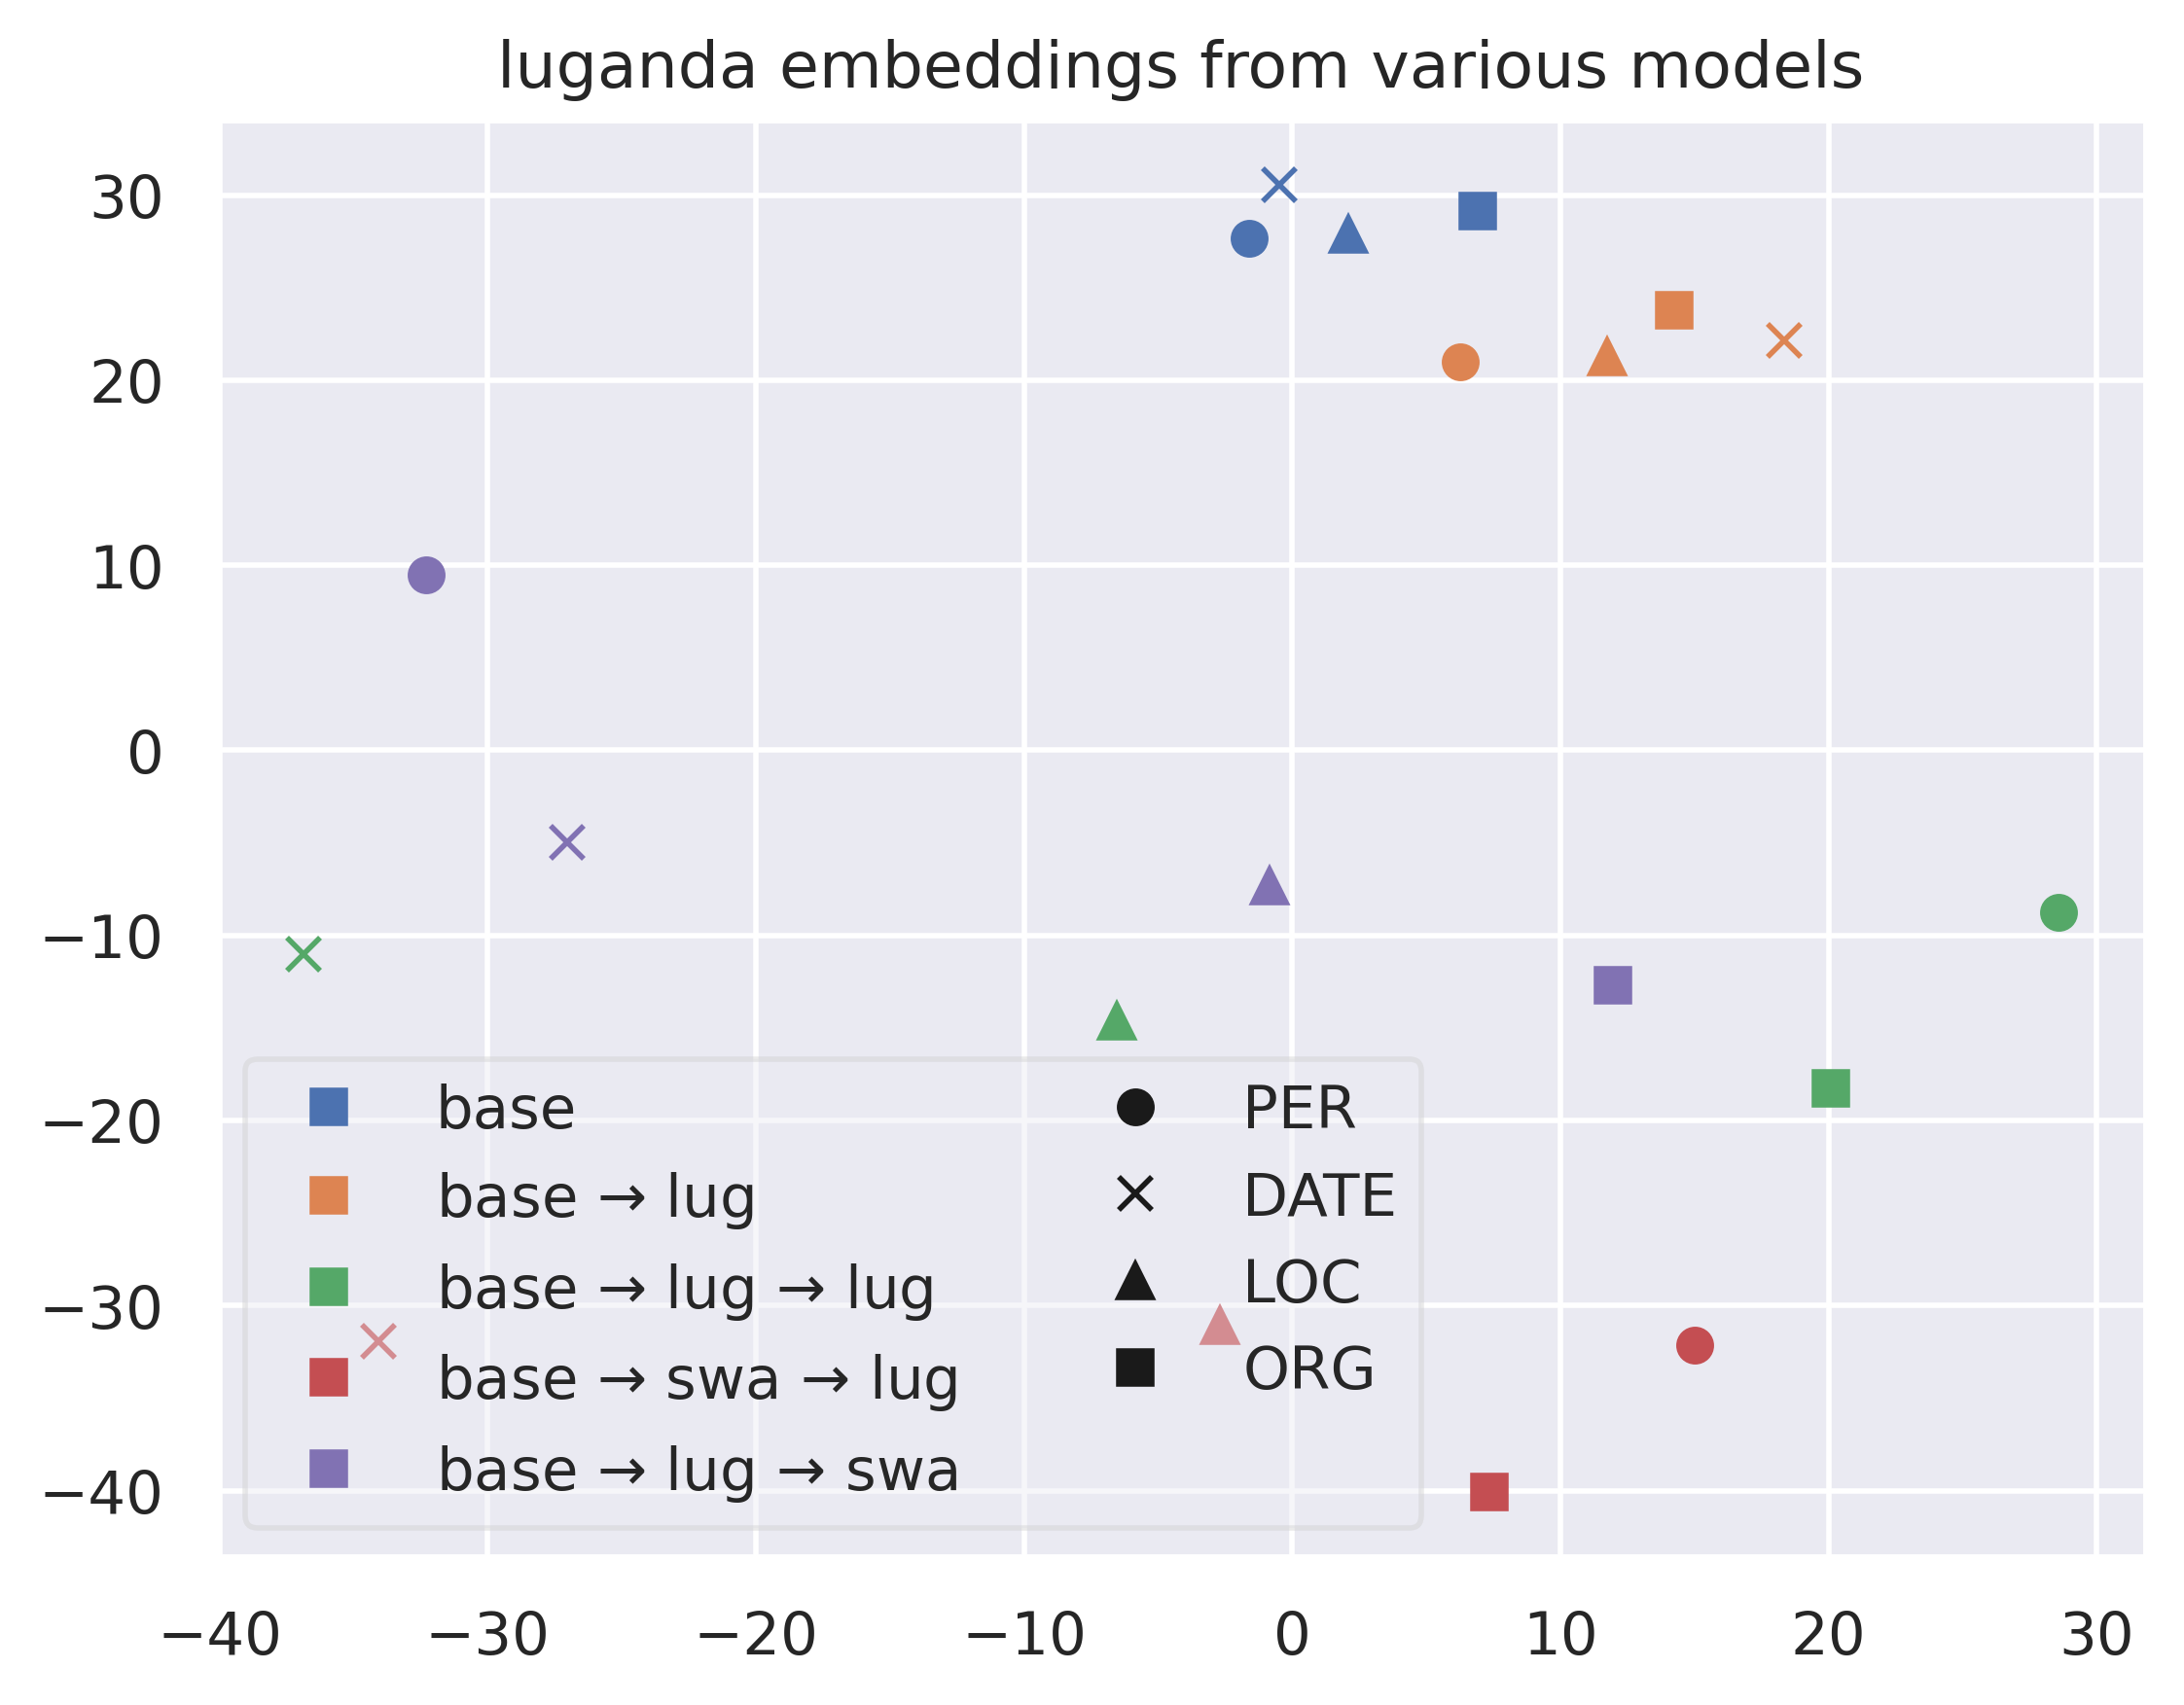 luganda embeddings from various models
30
20
10
0
−10
−20
−30
−40
base
base → lug
base → lug → lug
base → swa → lug
base → lug → swa
PER
DATE
LOC
ORG
−40 −30 −20 −10 0 10 20 30